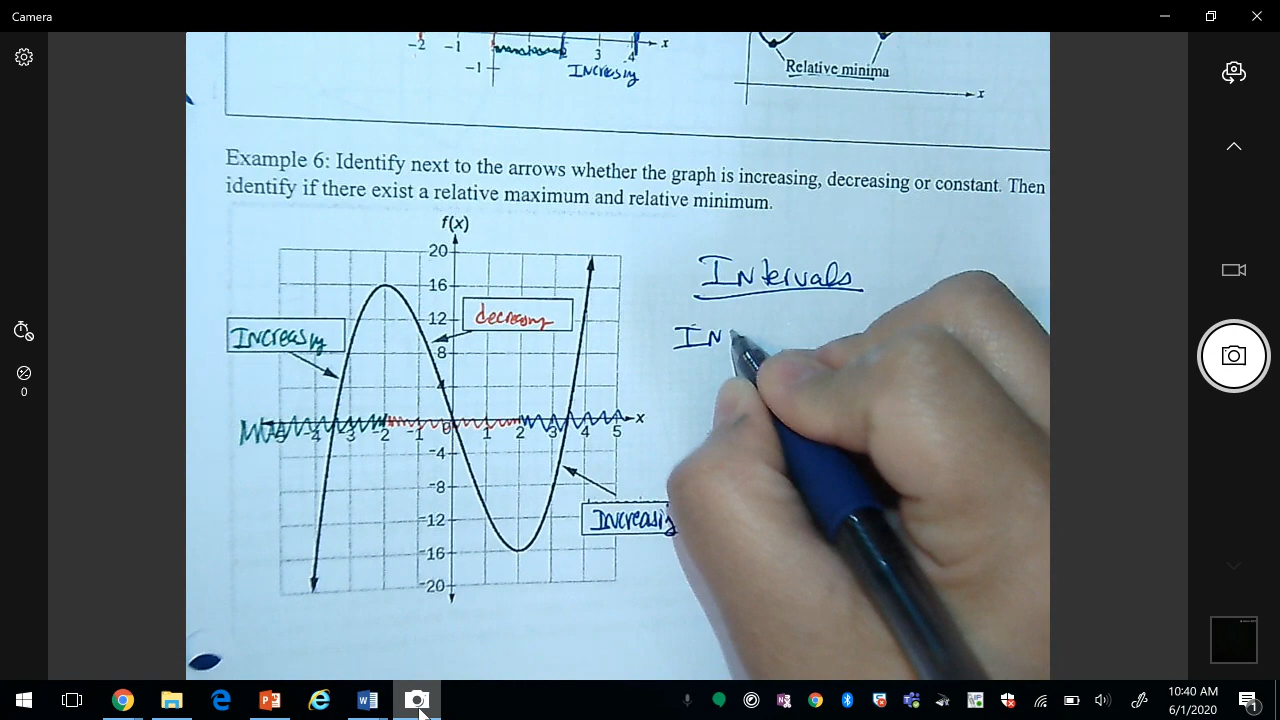 Camera
-2 -1 3 4 x
-1
Increasing
Relative minima
x
Example 6: Identify next to the arrows whether the graph is increasing, decreasing or constant. Then
identify if there exist a relative maximum and relative minimum.
f(x)
20
16
12
8
4
Increasing
decreasing
Intervals
IN
-4 -3 -2 -1 0 1 2 3 4 5 x
-4
-8
-12
-16
-20
Increasing
0
10:40 AM
6/1/2020
1